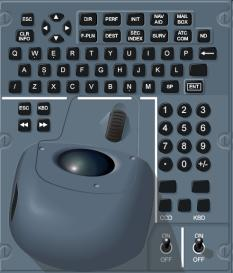 ESC DIR PERF INIT NAV AID MAIL BOX
CLR INFO F-PLN DEST SEC INDEX SURV ATC COM ND
Q W E R T Y U I O P
A S D F G H J K L
/ Z X C V B N M SP ENT
ESC KBD
1 2 3
4 5 6
7 8 9
. 0 +/-
CCD KBD
ON ON
OFF OFF